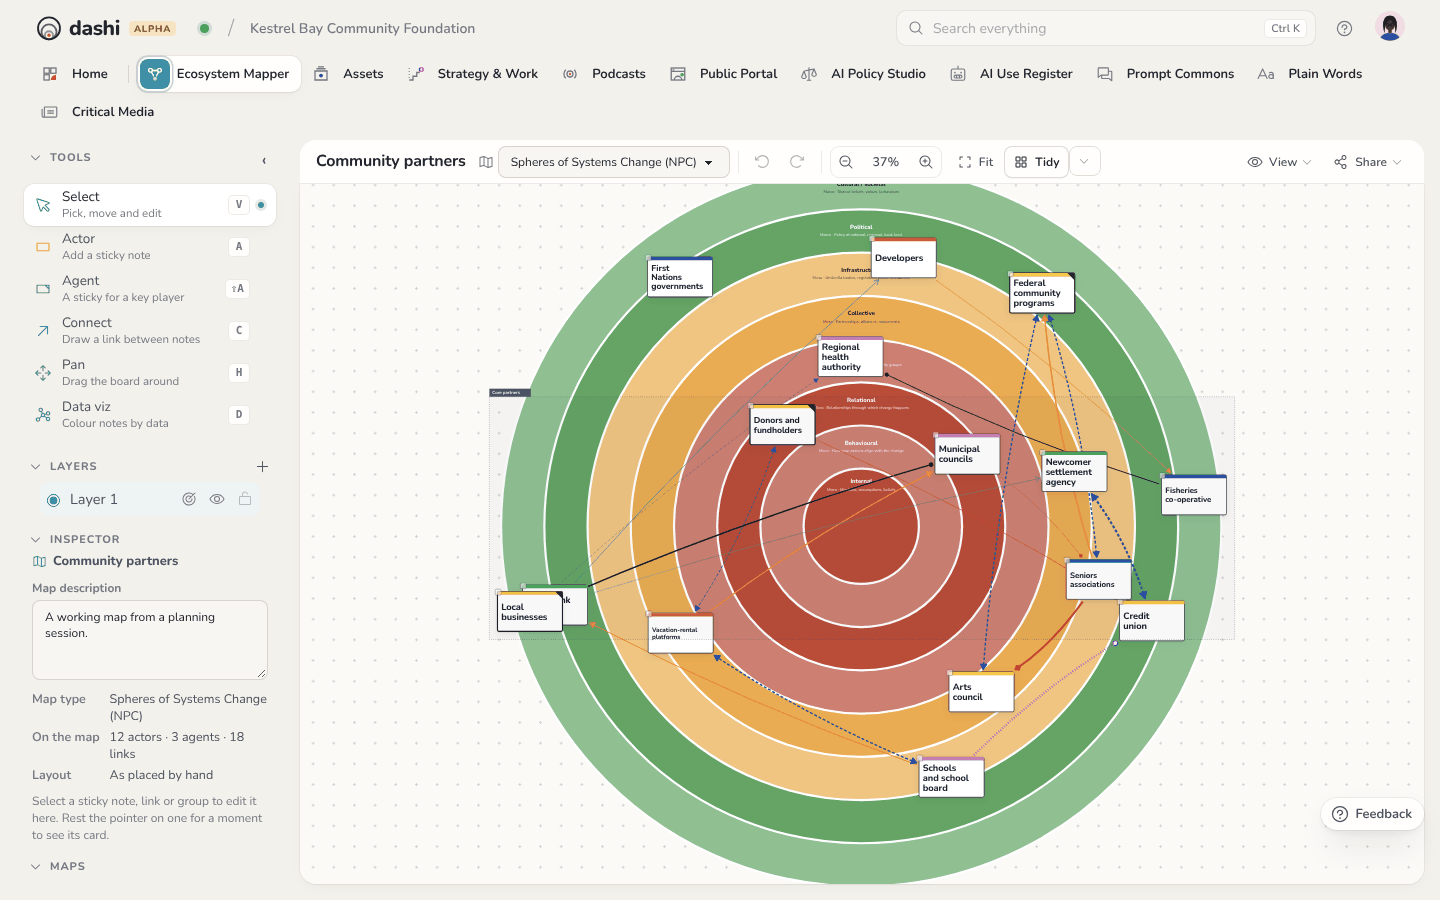 dashi ALPHA / Kestrel Bay Community Foundation
Search everything Ctrl K
Home
Ecosystem Mapper
Assets
Strategy & Work
Podcasts
Public Portal
AI Policy Studio
AI Use Register
Prompt Commons
Aa Plain Words
Critical Media
TOOLS
Select
Pick, move and edit
V
Actor
Add a sticky note
A
Agent
A sticky for a key player
⇧A
Connect
Draw a link between notes
C
Pan
Drag the board around
H
Data viz
Colour notes by data
D
LAYERS
Layer 1
INSPECTOR
Community partners
Map description
A working map from a planning
session.
Map type Spheres of Systems Change
(NPC)
On the map 12 actors · 3 agents · 18
links
Layout As placed by hand
Select a sticky note, link or group to edit it
here. Rest the pointer on one for a moment
to see its card.
MAPS
Community partners
Spheres of Systems Change (NPC)
37%
Fit
Tidy
View
Share
Political
Developers
First
Nations
governments
Federal
community
programs
Collective
Regional
health
authority
Core partners
Relational
Relationships through which change happens
Donors and
fundholders
Behavioural
Municipal
councils
Newcomer
settlement
agency
Internal
Fisheries
co-operative
Seniors
associations
Local
businesses
Vacation-rental
platforms
Credit
union
Arts
council
Schools
and school
board
Feedback